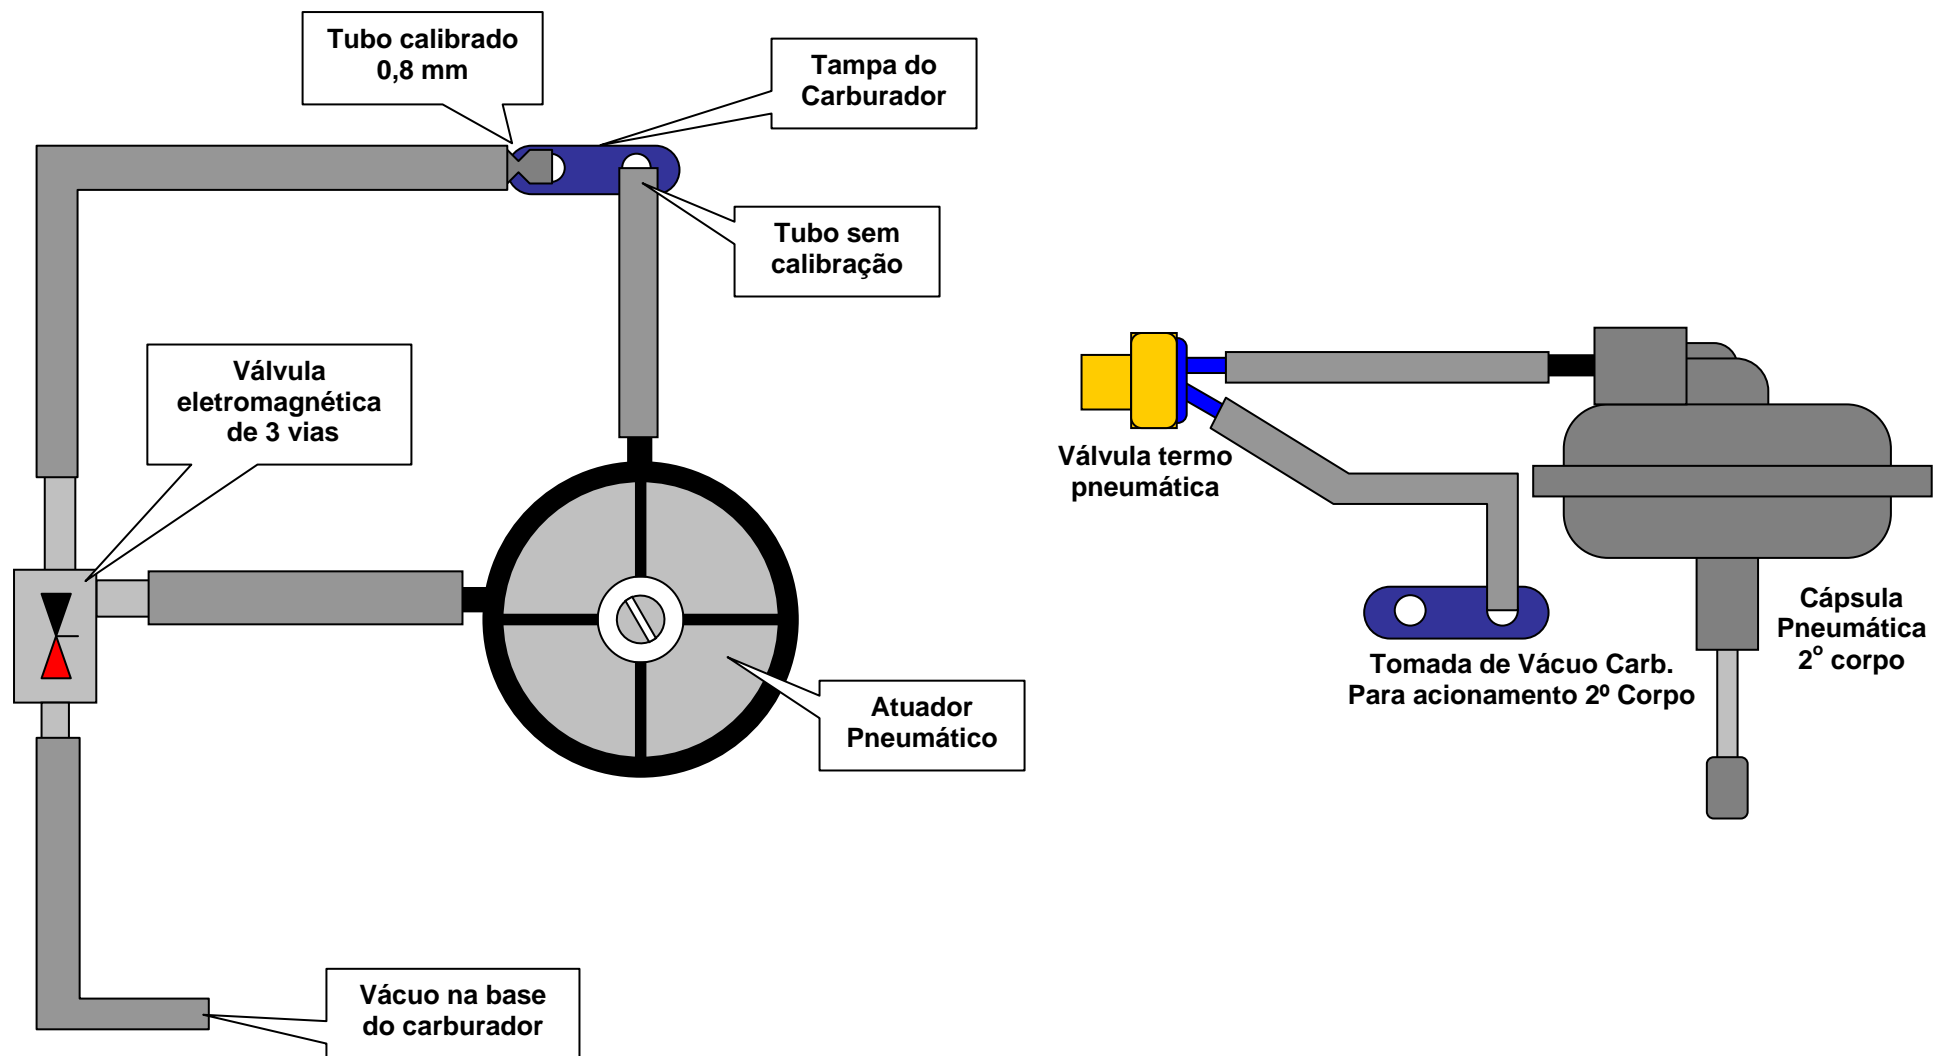 Tubo calibrado
0,8 mm
Tampa do
Carburador
Tubo sem
calibração
Válvula
eletromagnética
de 3 vias
Atuador
Pneumático
Vácuo na base
do carburador
Válvula termo
pneumática
Tomada de Vácuo Carb.
Para acionamento 2º Corpo
Cápsula
Pneumática
2º corpo